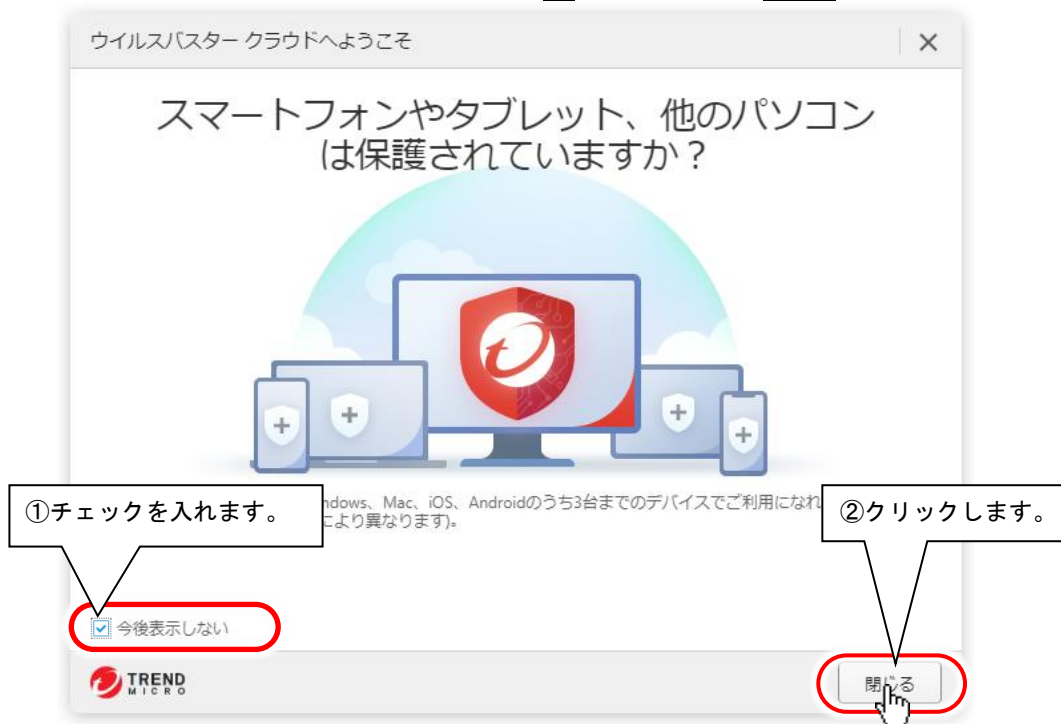 ウイルスバスター クラウドへようこそ
スマートフォンやタブレット、他のパソコン
は保護されていますか？
ndows、Mac、iOS、Androidのうち3台までのデバイスでご利用になれ
により異なります)。
①チェックを入れます。
②クリックします。
今後表示しない
TREND
MICRO
閉じる